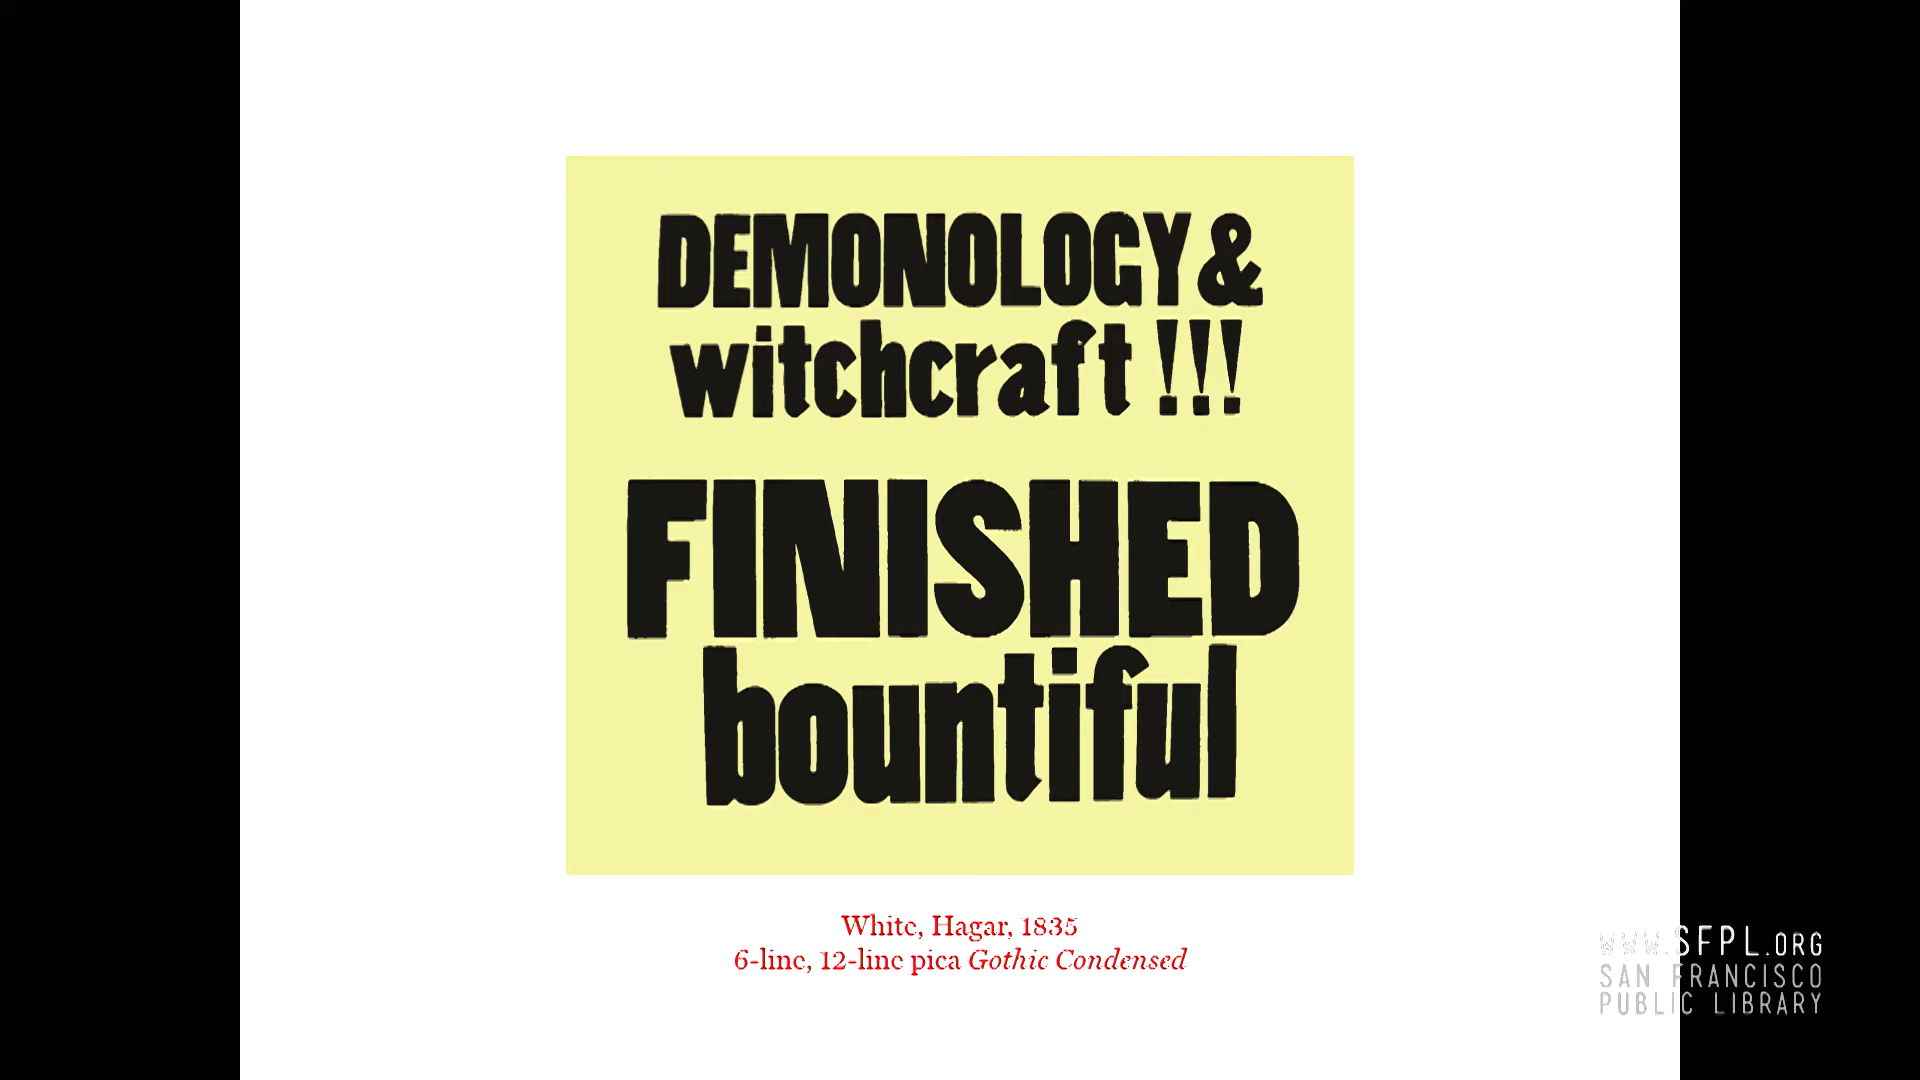 DEMONOLOGY &
witchcraft !!!
FINISHED
bountiful
White, Hagar, 1835
6-line, 12-line pica Gothic Condensed
WWW.SFPL.ORG
SAN FRANCISCO
PUBLIC LIBRARY